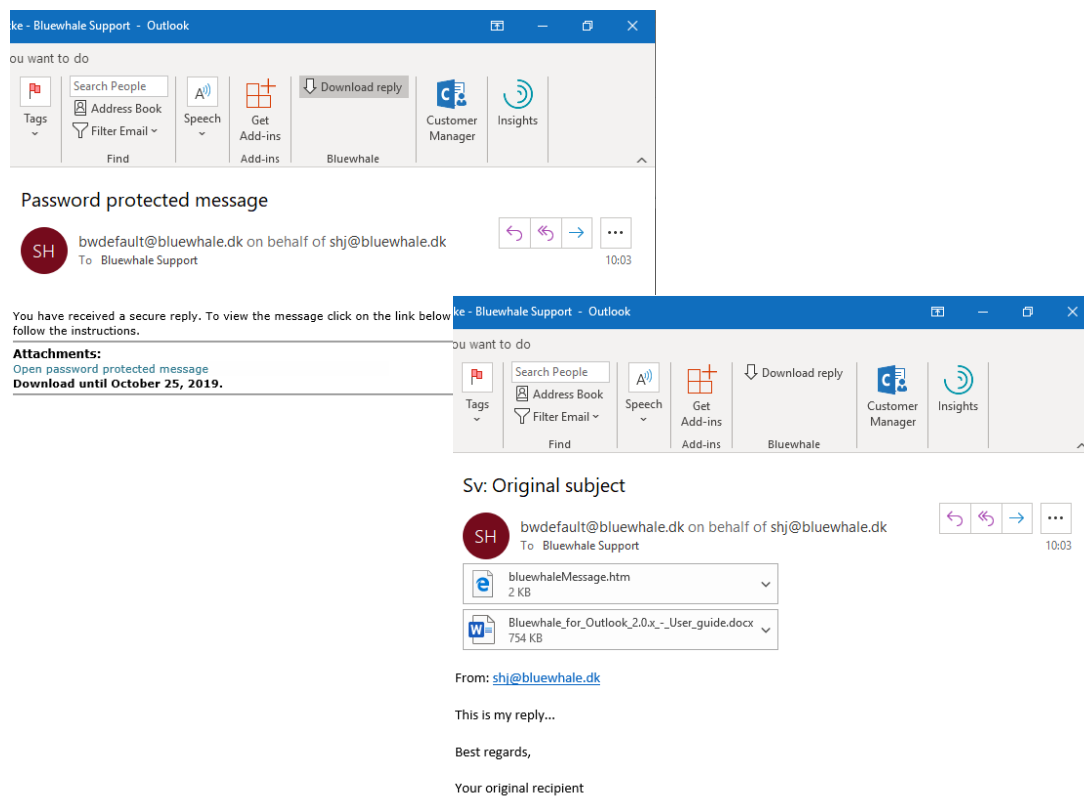 ke - Bluewhale Support - Outlook
ou want to do
Tags
Search People
Address Book
Filter Email
Find
Speech
Get
Add-ins
Add-ins
Download reply
Bluewhale
Customer
Manager
Insights
Password protected message
SH
bwdefault@bluewhale.dk on behalf of shj@bluewhale.dk
To Bluewhale Support
10:03
You have received a secure reply. To view the message click on the link below
follow the instructions.
Attachments:
Open password protected message
Download until October 25, 2019.
ke - Bluewhale Support - Outlook
ou want to do
Tags
Search People
Address Book
Filter Email
Find
Speech
Get
Add-ins
Add-ins
Download reply
Bluewhale
Customer
Manager
Insights
Sv: Original subject
SH
bwdefault@bluewhale.dk on behalf of shj@bluewhale.dk
To Bluewhale Support
10:03
bluewhaleMessage.htm
2 KB
Bluewhale_for_Outlook_2.0.x_-_User_guide.docx
754 KB
From: shj@bluewhale.dk
This is my reply...
Best regards,
Your original recipient